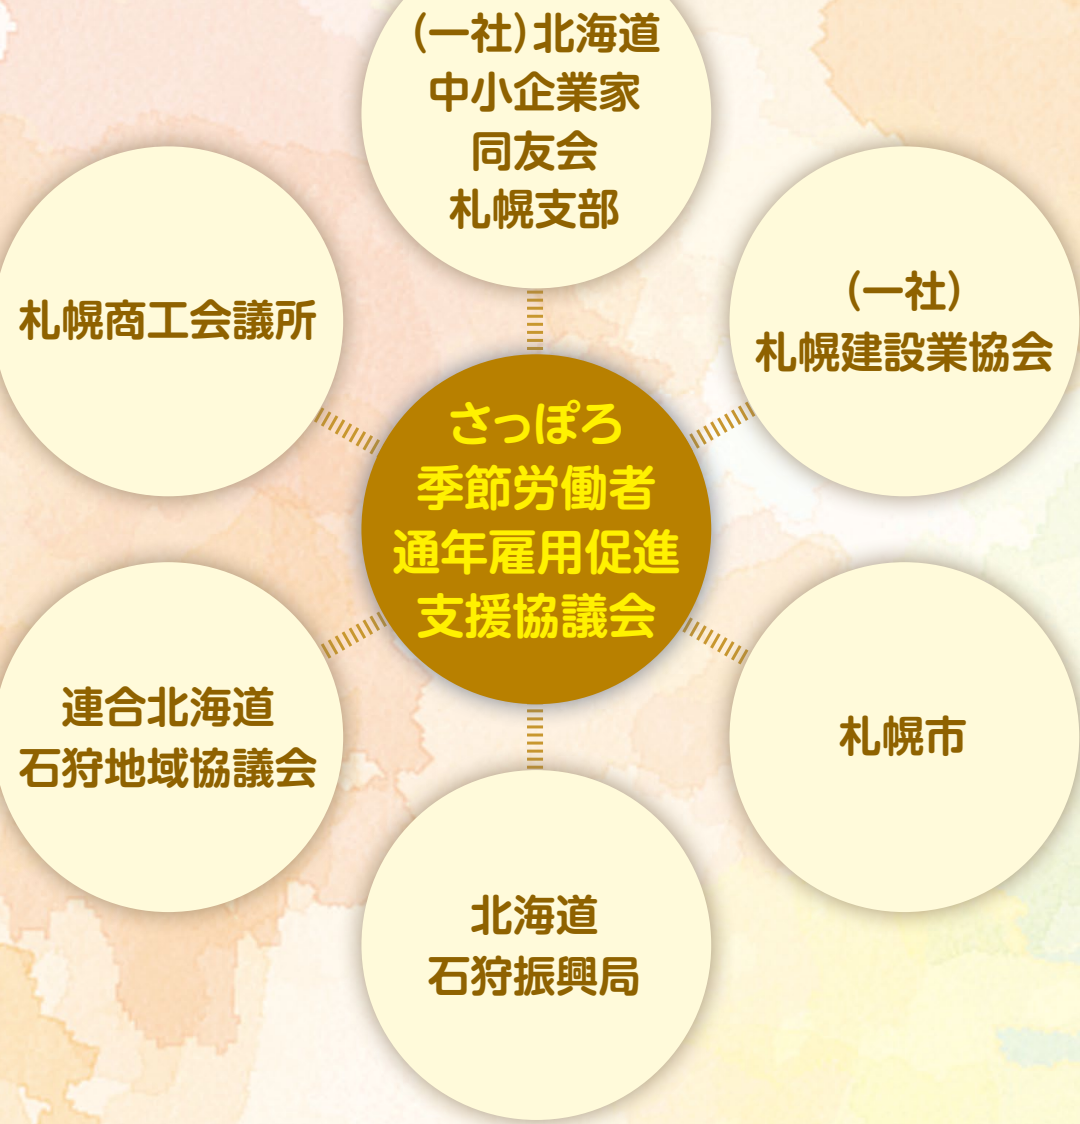 (一社)北海道
中小企業家
同友会
札幌支部
札幌商工会議所
(一社)
札幌建設業協会
さっぽろ
季節労働者
通年雇用促進
支援協議会
連合北海道
石狩地域協議会
札幌市
北海道
石狩振興局